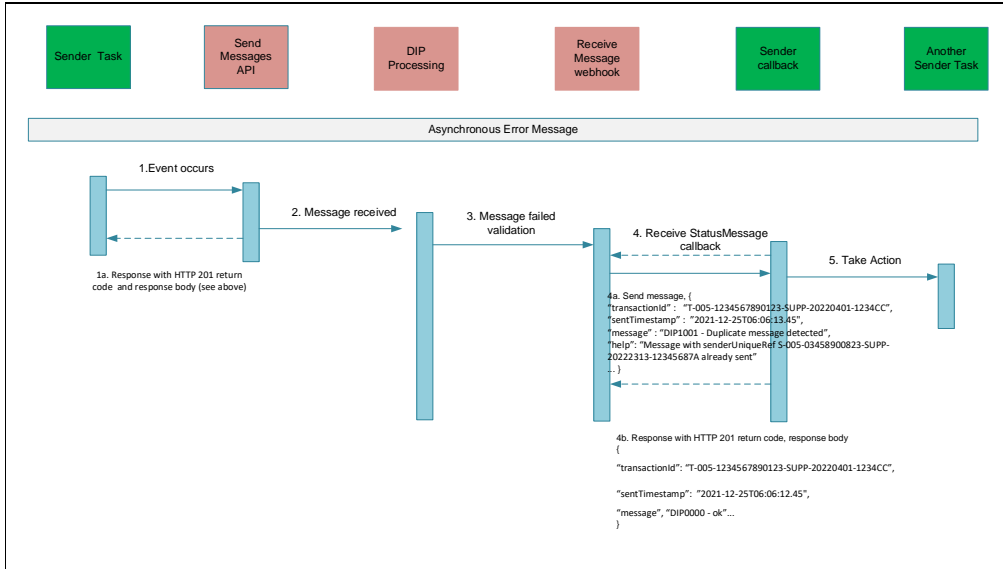 Sender Task
Send
Messages
API
DIP
Processing
Receive
Message
webhook
Sender
callback
Another
Sender Task
Asynchronous Error Message
1.Event occurs
2. Message received
3. Message failed
validation
4. Receive StatusMessage
callback
5. Take Action
1a. Response with HTTP 201 return
code and response body (see above)
4a. Send message, {
“transactionId” : “T-005-1234567890123-SUPP-20220401-1234CC”,
“sentTimestamp” : ”2021-12-25T06:06:13.45",
“message” : “DIP1001 - Duplicate message detected”,
“help”: “Message with senderUniqueRef S-005-03458900823-SUPP-
20222313-12345687A already sent”
... }
4b. Response with HTTP 201 return code, response body
{
“transactionId”: “T-005-1234567890123-SUPP-20220401-1234CC”,
“sentTimestamp”: ”2021-12-25T06:06:12.45",
“message”, “DIP0000 - ok”...
}